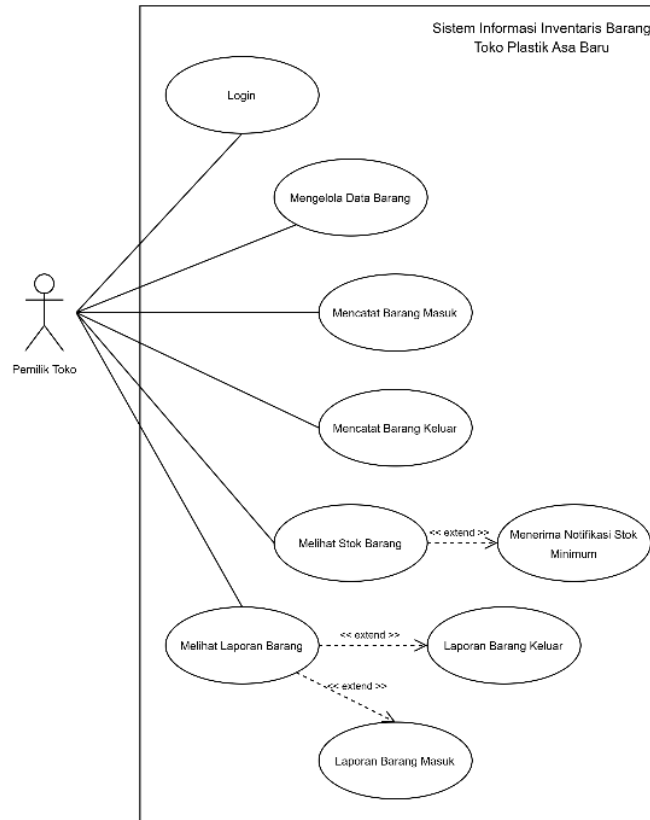 Sistem Informasi Inventaris Barang
Toko Plastik Asa Baru
Login
Mengelola Data Barang
Mencatat Barang Masuk
Pemilik Toko
Mencatat Barang Keluar
Melihat Stok Barang
<< extend >>
Menerima Notifikasi Stok
Minimum
Melihat Laporan Barang
<< extend >>
Laporan Barang Keluar
<< extend >>
Laporan Barang Masuk